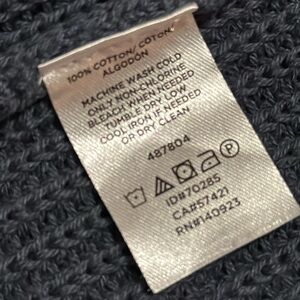 100% COTTON/ COTON/
ALGODÓN
MACHINE WASH COLD
ONLY NON-CHLORINE
BLEACH WHEN NEEDED
TUMBLE DRY LOW
COOL IRON IF NEEDED
OR DRY CLEAN
487804
P
ID#70285
CA#57421
RN#140923